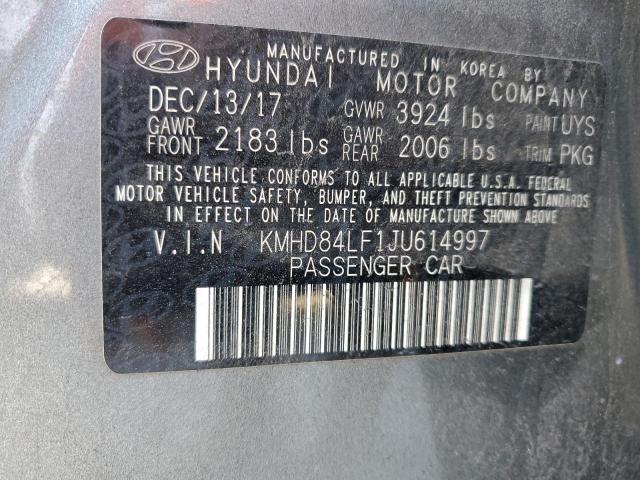 MANUFACTURED IN KOREA BY
HYUNDAI MOTOR COMPANY
DEC/13/17 GVWR 3924 lbs PAINT UYS
GAWR FRONT 2183 lbs GAWR REAR 2006 lbs TRIM PKG
THIS VEHICLE CONFORMS TO ALL APPLICABLE U.S.A. FEDERAL
MOTOR VEHICLE SAFETY, BUMPER, AND THEFT PREVENTION STANDARDS
IN EFFECT ON THE DATE OF MANUFACTURE SHOWN ABOVE.
V.I.N KMHD84LF1JU614997
PASSENGER CAR